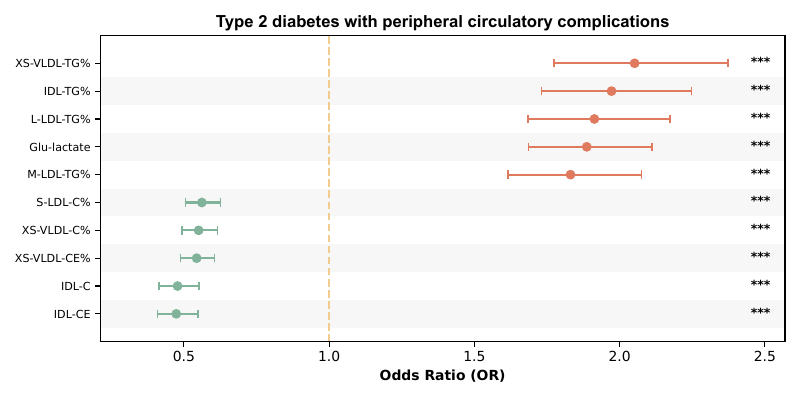 Type 2 diabetes with peripheral circulatory complications
XS-VLDL-TG% ***
IDL-TG% ***
L-LDL-TG% ***
Glu-lactate ***
M-LDL-TG% ***
S-LDL-C% ***
XS-VLDL-C% ***
XS-VLDL-CE% ***
IDL-C ***
IDL-CE ***
0.5 1.0 1.5 2.0 2.5
Odds Ratio (OR)